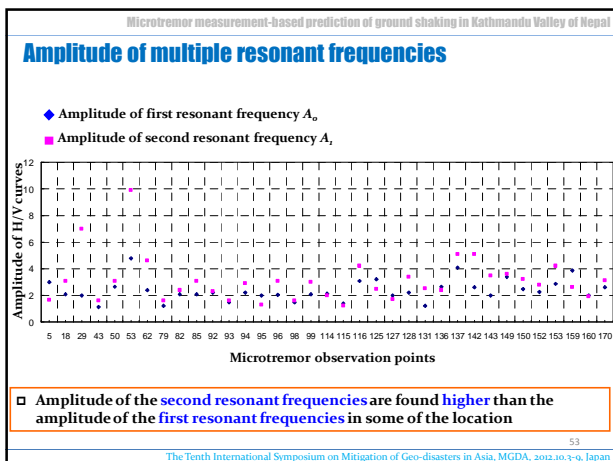 Microtremor measurement-based prediction of ground shaking in Kathmandu Valley of Nepal
Amplitude of multiple resonant frequencies
Amplitude of first resonant frequency A₀
Amplitude of second resonant frequency A₁
Amplitude of H/V curves
12
10
8
6
4
2
0
5 18 29 43 50 53 62 79 82 85 92 93 94 95 96 98 99 114 115 116 125 127 128 131 136 137 142 143 149 150 152 153 159 160 170
Microtremor observation points
Amplitude of the second resonant frequencies are found higher than the
amplitude of the first resonant frequencies in some of the location
53
The Tenth International Symposium on Mitigation of Geo-disasters in Asia, MGDA, 2012.10.3-9, Japan